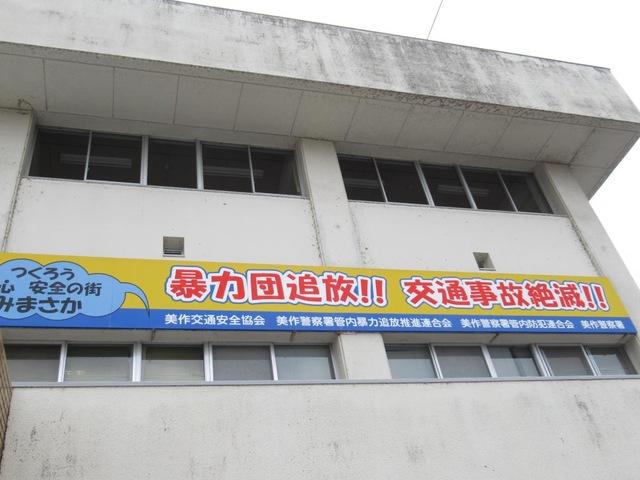 つくろう
心 安全の街
みまさか
暴力団追放!! 交通事故絶滅!!
美作交通安全協会 美作警察署管内暴力追放推進連合会 美作警察署管内防犯連合会 美作警察署